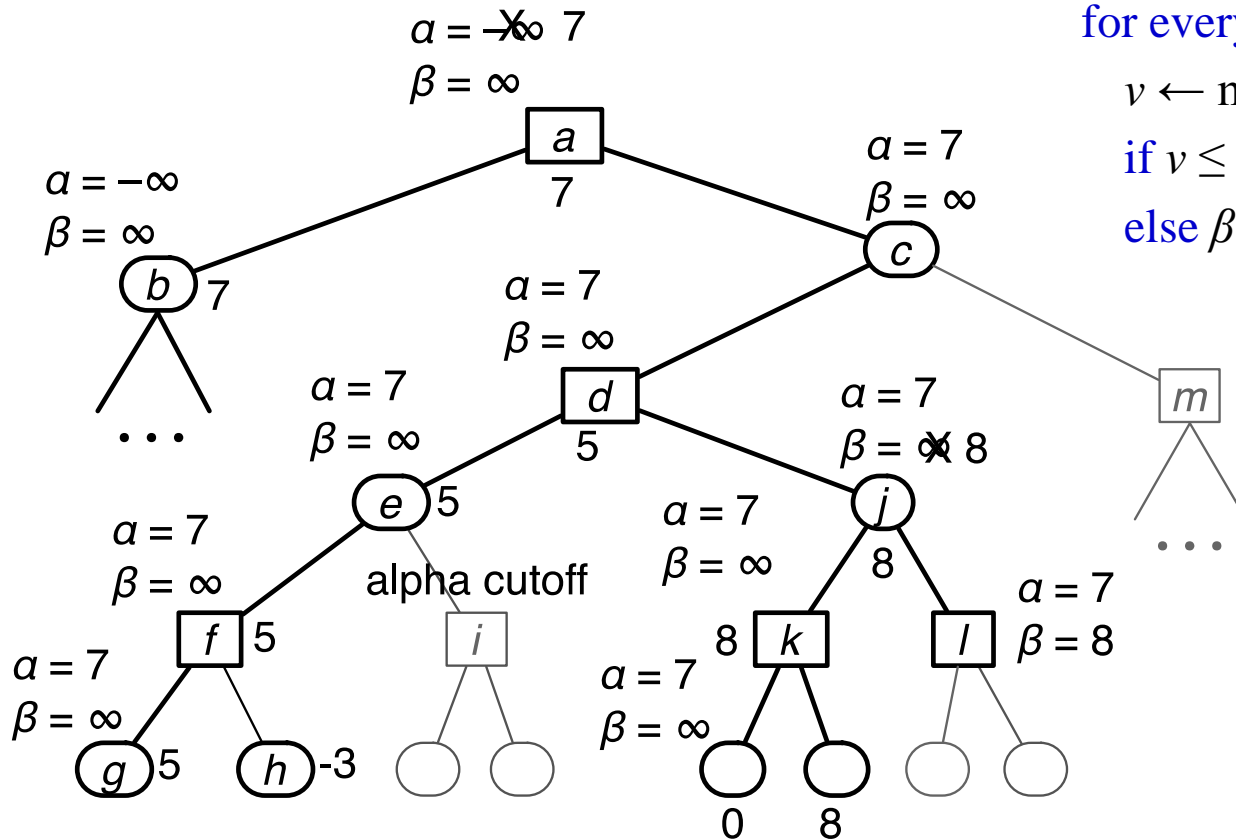 α = –∞ 7
β = ∞
a
7
for every
v ←
if v ≤
else β
α = 7
β = ∞
c
α = –∞
β = ∞
b 7
. . .
α = 7
β = ∞
d
5
m
. . .
α = 7
β = ∞
e 5
α = 7
β = ∞ 8
j
8
α = 7
β = ∞
f 5
alpha cutoff
i
α = 7
β = ∞
8 k
l
α = 7
β = 8
α = 7
β = ∞
g 5
h -3
α = 7
β = ∞
0
8